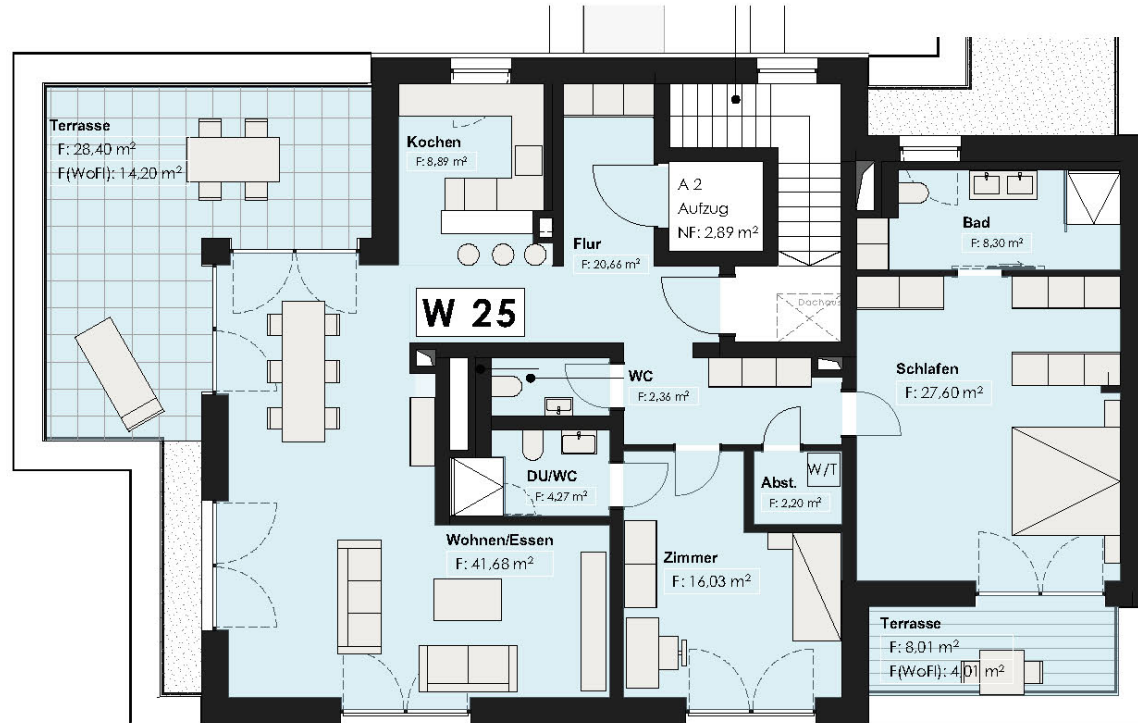 Terrasse
F: 28,40 m²
F(WoFl): 14,20 m²
Kochen
F: 8,89 m²
A 2
Aufzug
NF: 2,89 m²
Flur
F: 20,66 m²
Bad
F: 8,30 m²
W 25
Dachaus
WC
F: 2,36 m²
Schlafen
F: 27,60 m²
DU/WC
F: 4,27 m²
Abst.
F: 2,20 m²
W/T
Wohnen/Essen
F: 41,68 m²
Zimmer
F: 16,03 m²
Terrasse
F: 8,01 m²
F(WoFl): 4,01 m²